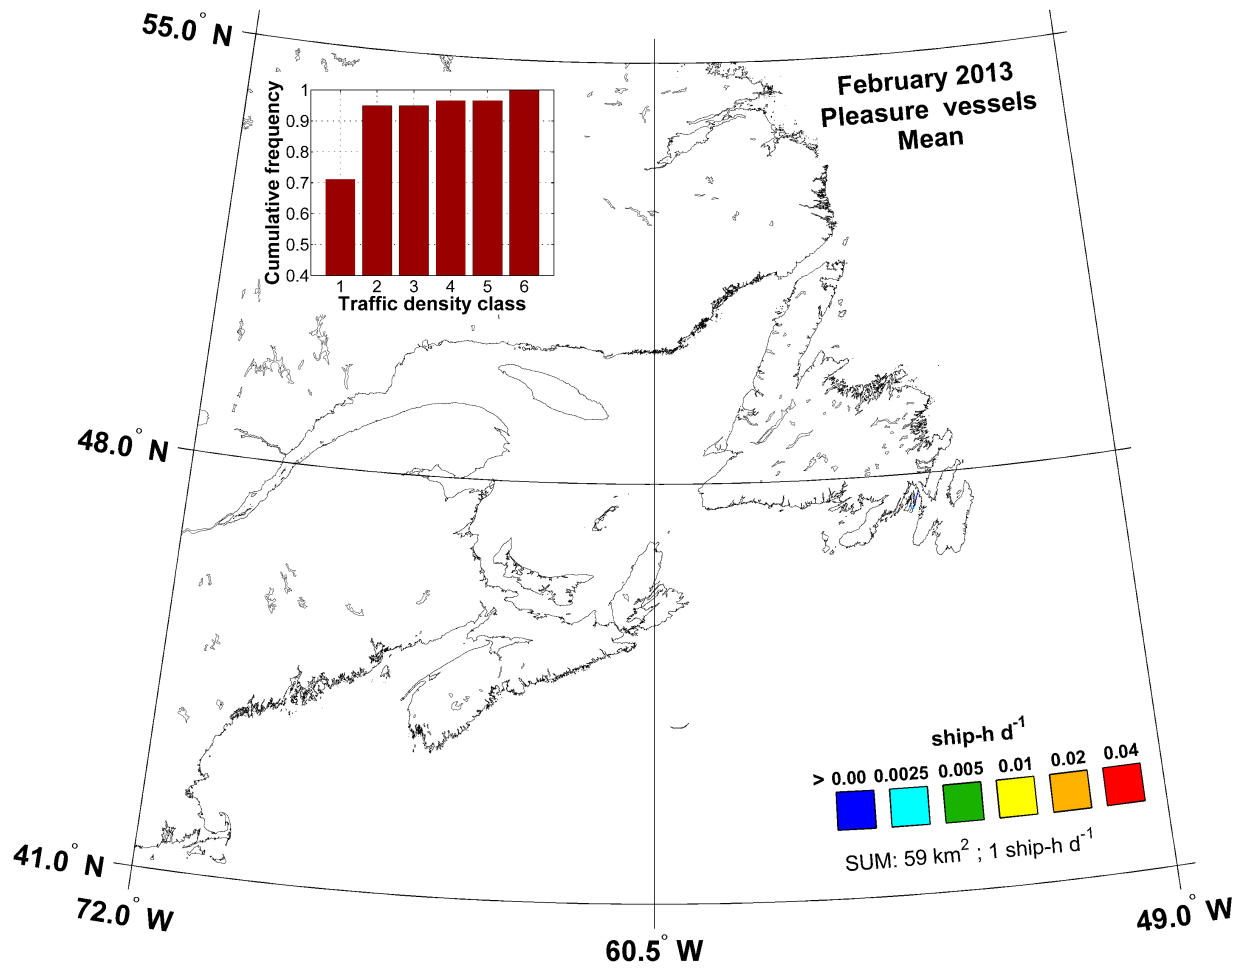 55.0° N
February 2013
Pleasure vessels
Mean
Cumulative frequency
1
0.9
0.8
0.7
0.6
0.5
0.4
1 2 3 4 5 6
Traffic density class
48.0° N
ship-h d⁻¹
> 0.00 0.0025 0.005 0.01 0.02 0.04
SUM: 59 km² ; 1 ship-h d⁻¹
41.0° N
72.0° W
60.5° W
49.0° W